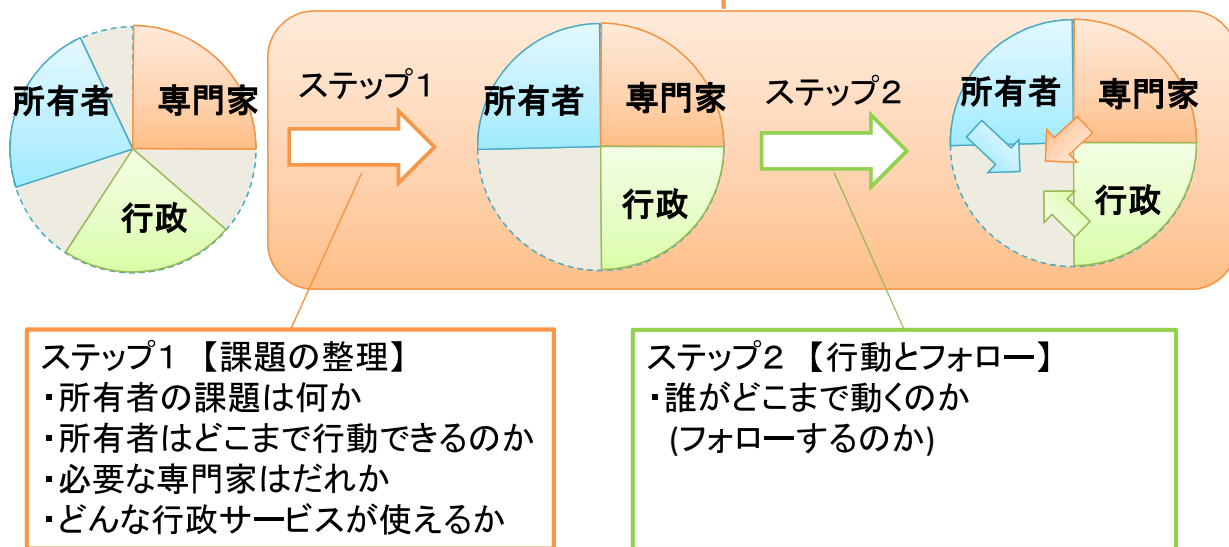 所有者
専門家
行政
ステップ1
所有者
専門家
行政
ステップ2
所有者
専門家
行政
ステップ1 【課題の整理】
・所有者の課題は何か
・所有者はどこまで行動できるのか
・必要な専門家はだれか
・どんな行政サービスが使えるか
ステップ2 【行動とフォロー】
・誰がどこまで動くのか
(フォローするのか)